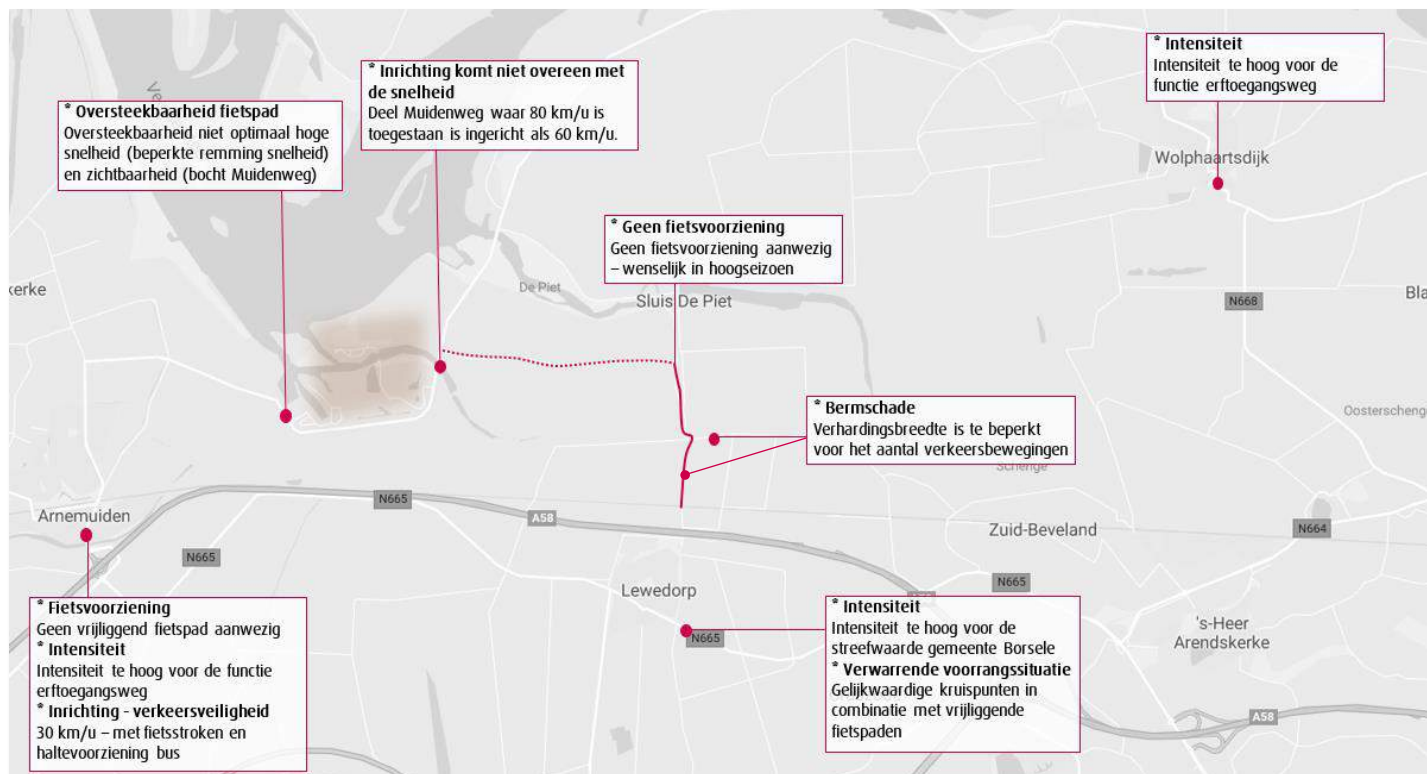 * Oversteekbaarheid fietspad
Oversteekbaarheid niet optimaal hoge
snelheid (beperkte remming snelheid)
en zichtbaarheid (bocht Muidenweg)
* Inrichting komt niet overeen met
de snelheid
Deel Muidenweg waar 80 km/u is
toegestaan is ingericht als 60 km/u.
* Intensiteit
Intensiteit te hoog voor de
functie erftoegangsweg
Wolphaartsdijk
* Geen fietsvoorziening
Geen fietsvoorziening aanwezig
– wenselijk in hoogseizoen
kerke
De Piet
Sluis De Piet
N668
Bla
* Bermschade
Verhardingsbreedte is te beperkt
voor het aantal verkeersbewegingen
Oosterschenge
Schenge
N665
A58
Arnemuiden
N665
Zuid-Beveland
N664
Lewedorp
N665
N665
's-Heer
Arendskerke
A58
* Fietsvoorziening
Geen vrijliggend fietspad aanwezig
* Intensiteit
Intensiteit te hoog voor de functie
erftoegangsweg
* Inrichting - verkeersveiligheid
30 km/u – met fietsstroken en
haltevoorziening bus
* Intensiteit
Intensiteit te hoog voor de
streefwaarde gemeente Borsele
* Verwarrende voorrangssituatie
Gelijkwaardige kruispunten in
combinatie met vrijliggende
fietspaden